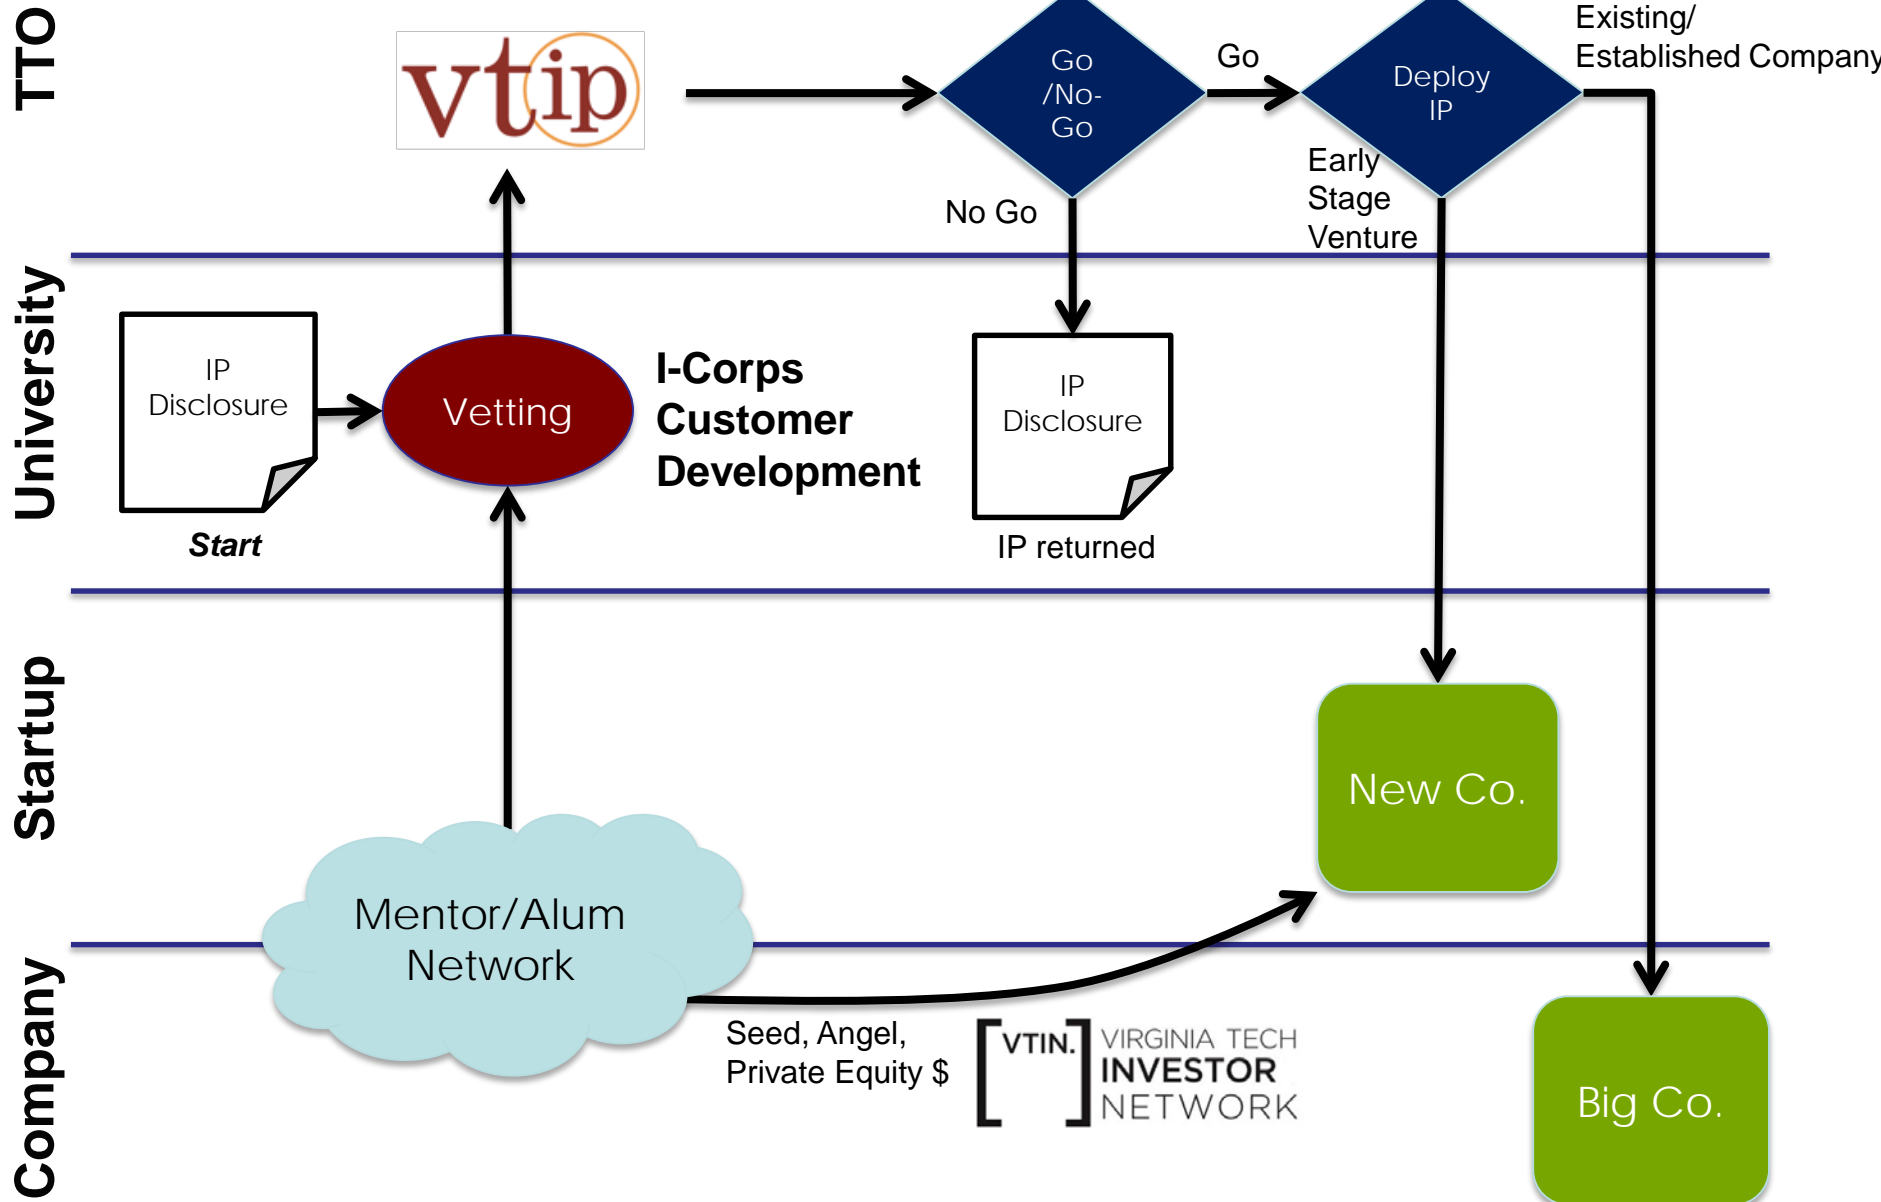 TTO
vtip
Go
/No-
Go
Go
Deploy
IP
Existing/
Established Company
No Go
Early
Stage
Venture
University
IP
Disclosure
Start
Vetting
I-Corps
Customer
Development
IP
Disclosure
IP returned
Startup
New Co.
Mentor/Alum
Network
Company
Seed, Angel,
Private Equity $
VTIN.
VIRGINIA TECH
INVESTOR
NETWORK
Big Co.